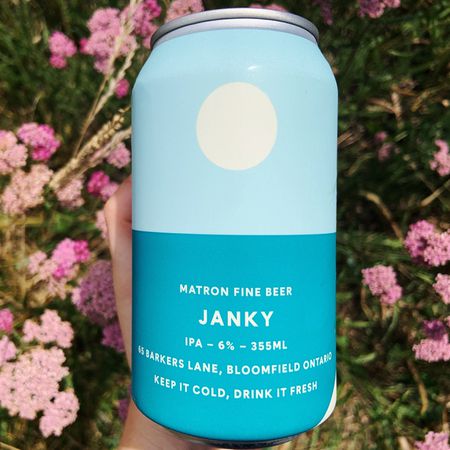 MATRON FINE BEER
JANKY
IPA – 6% – 355ML
65 BARKERS LANE, BLOOMFIELD ONTARIO
KEEP IT COLD, DRINK IT FRESH